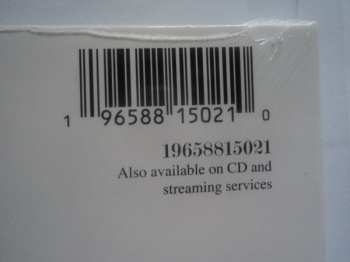 1 96588 15021 0
19658815021
Also available on CD and
streaming services